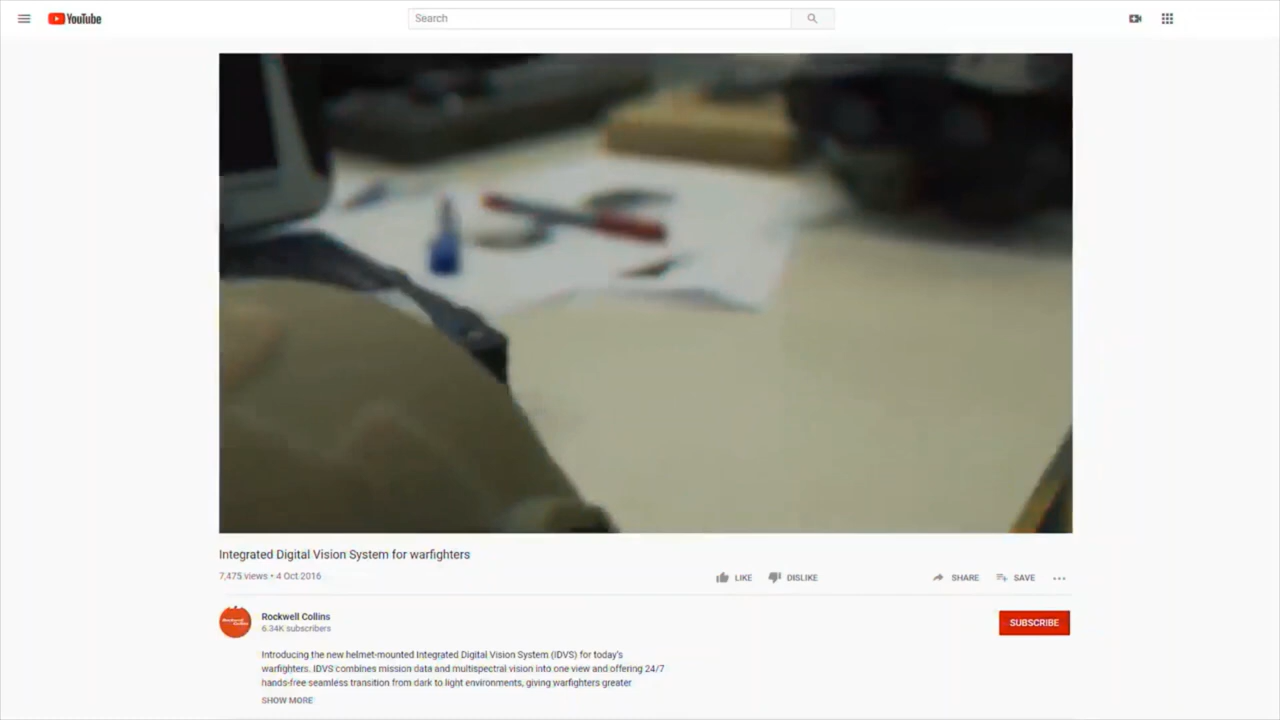 YouTube
Search
Integrated Digital Vision System for warfighters
7,475 views • 4 Oct 2016
LIKE
DISLIKE
SHARE
SAVE
Rockwell Collins
6.34K subscribers
SUBSCRIBE
Introducing the new helmet-mounted Integrated Digital Vision System (IDVS) for today's
warfighters. IDVS combines mission data and multispectral vision into one view and offering 24/7
hands-free seamless transition from dark to light environments, giving warfighters greater
SHOW MORE